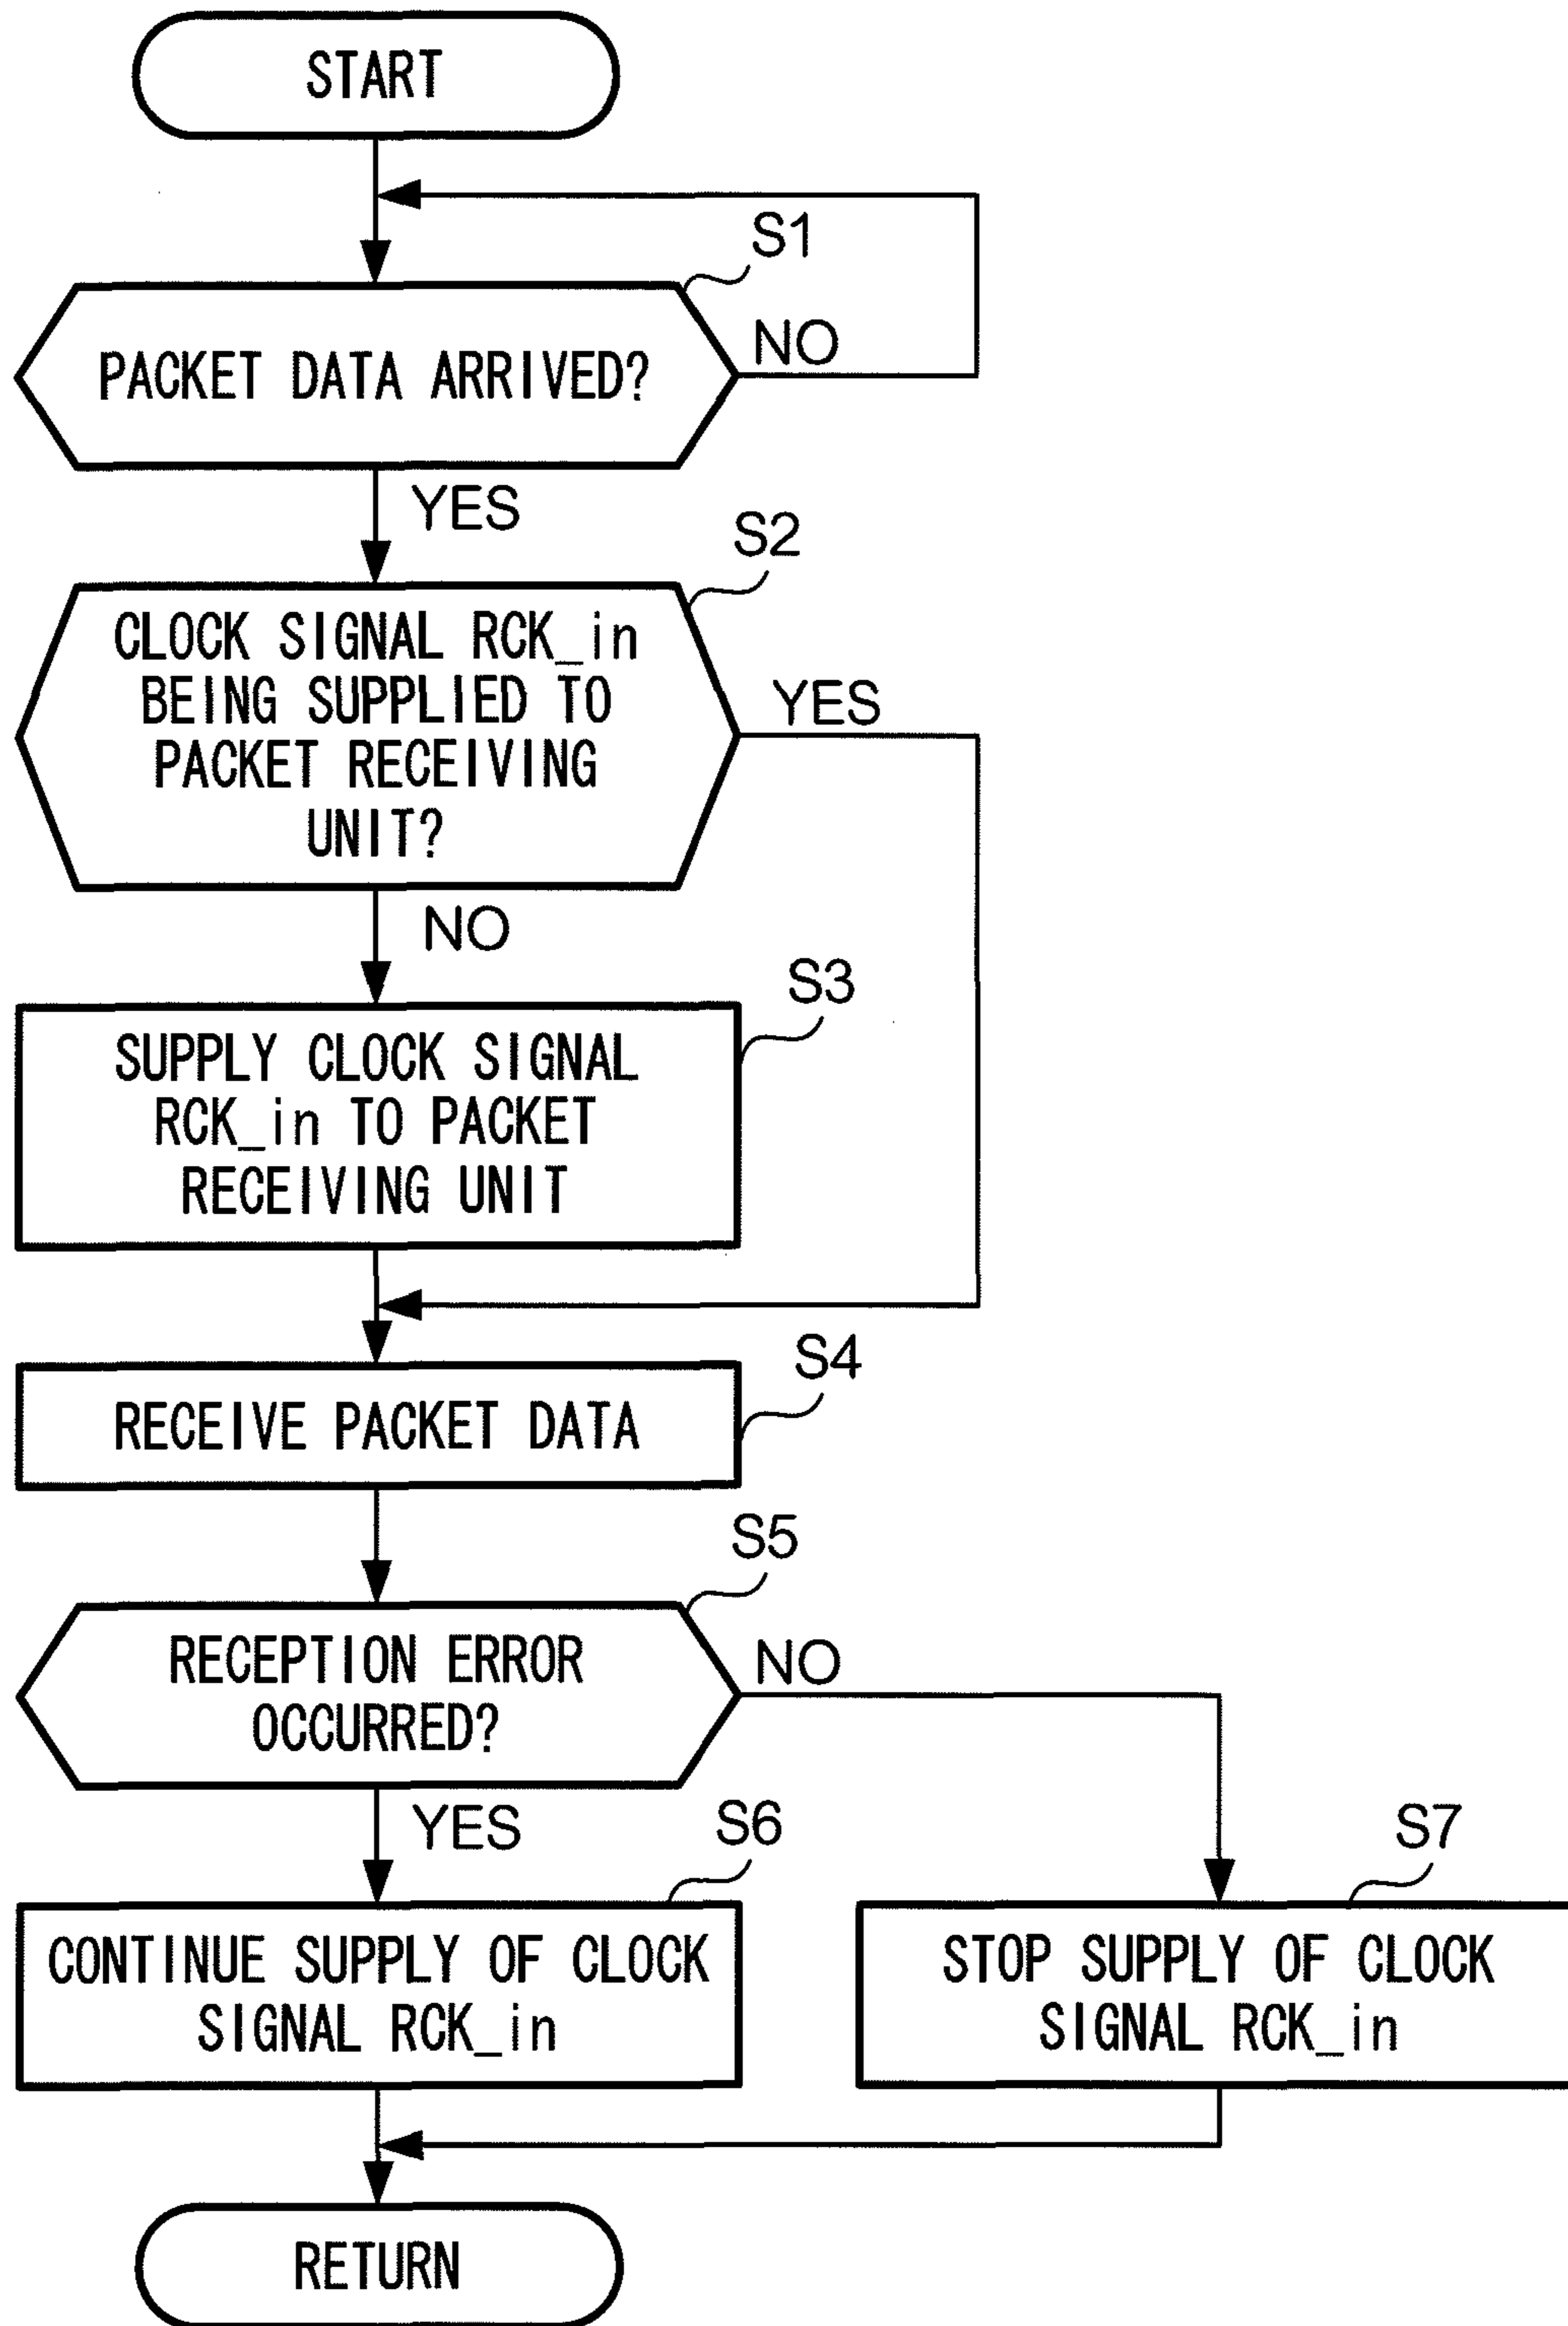 START
S1
PACKET DATA ARRIVED?
NO
YES
S2
CLOCK SIGNAL RCK_in
BEING SUPPLIED TO
PACKET RECEIVING
UNIT?
YES
NO
S3
SUPPLY CLOCK SIGNAL
RCK_in TO PACKET
RECEIVING UNIT
S4
RECEIVE PACKET DATA
S5
RECEPTION ERROR
OCCURRED?
NO
YES
S6
CONTINUE SUPPLY OF CLOCK
SIGNAL RCK_in
S7
STOP SUPPLY OF CLOCK
SIGNAL RCK_in
RETURN